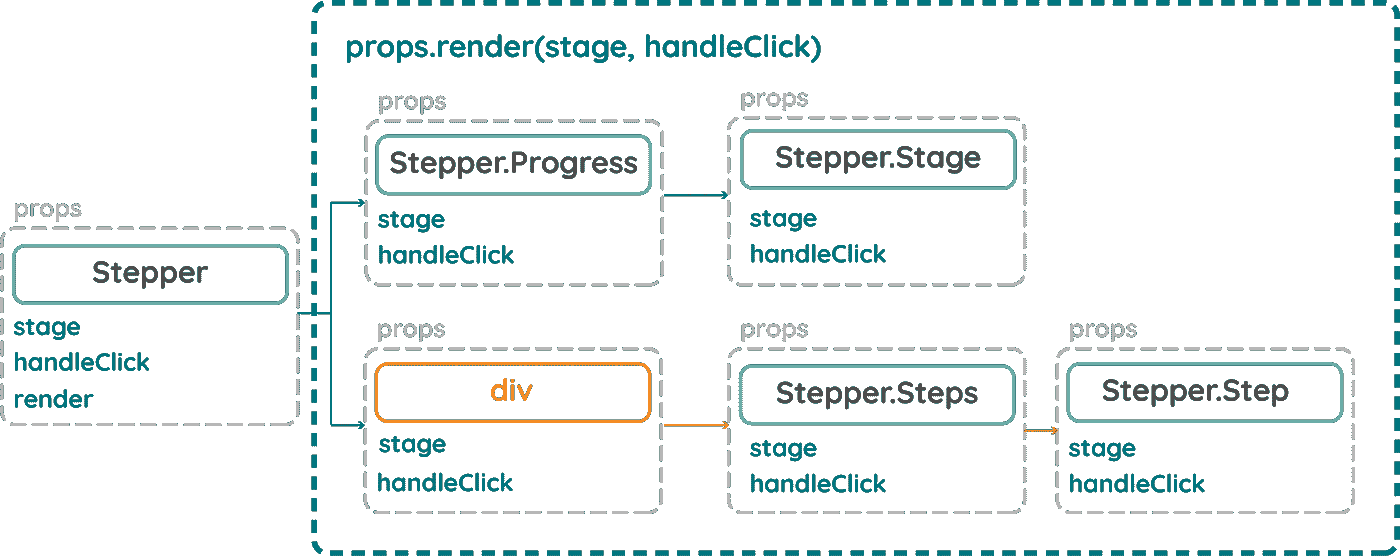 props.render(stage, handleClick)
props
Stepper.Progress
stage
handleClick
props
Stepper.Stage
stage
handleClick
props
Stepper
stage
handleClick
render
props
div
stage
handleClick
props
Stepper.Steps
stage
handleClick
props
Stepper.Step
stage
handleClick